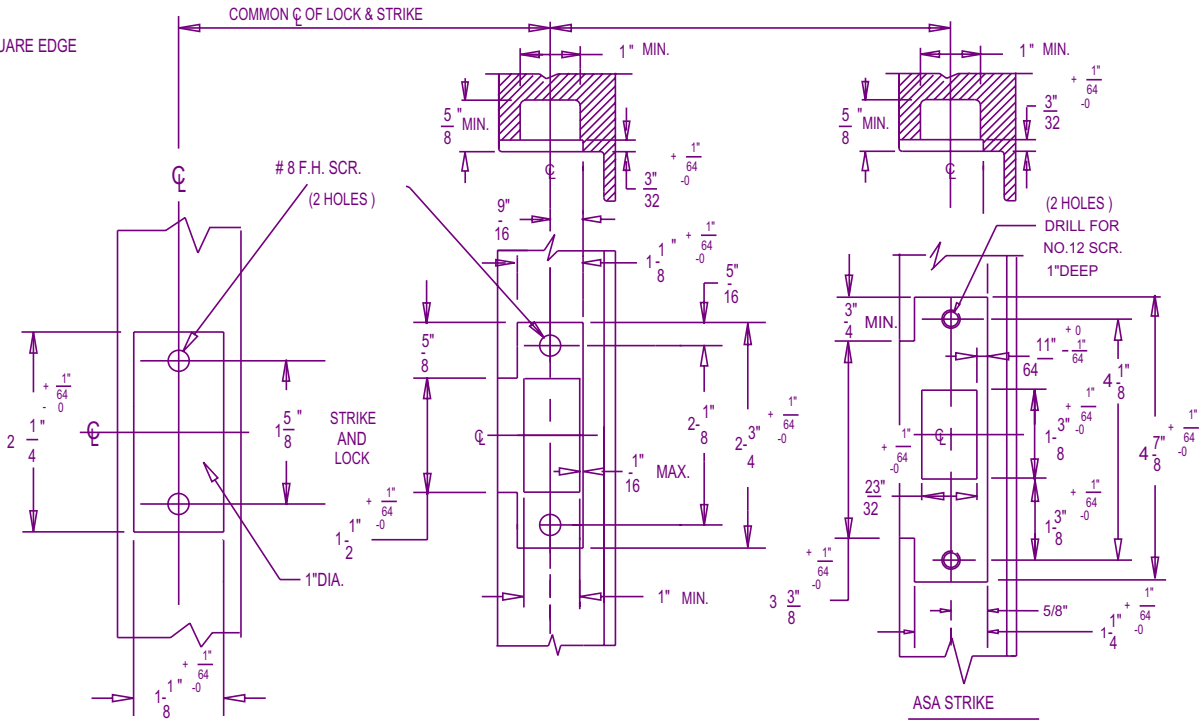 COMMON ℄ OF LOCK & STRIKE
UARE EDGE
1" MIN.
1" MIN.
5/8" MIN.
+ 1/64" -0
3"/32
5/8" MIN.
+ 1/64" -0
3"/32
℄
# 8 F.H. SCR.
(2 HOLES )
℄
℄
9"-16
1-1/8" + 1/64" -0
5"-16
(2 HOLES )
DRILL FOR
NO.12 SCR.
1"DEEP
5"-8
3"-4 MIN.
11"/64 +0 -1/64"
4-1/8"
2 1/4" + 1/64" - 0
℄
1 5/8"
STRIKE
AND
LOCK
℄
2-1/8"
2-3/4" + 1/64" -0
1"-16 MAX.
℄
+ 1/64" -0
23"/32
1-3/8" + 1/64" -0
4-7/8" + 1/64" -0
1-1/2" + 1/64" -0
1-3/8" + 1/64" -0
1"DIA.
1" MIN.
3 3/8" + 1/64" -0
5/8"
1-1/4" + 1/64" -0
1-1/8" + 1/64" -0
ASA STRIKE